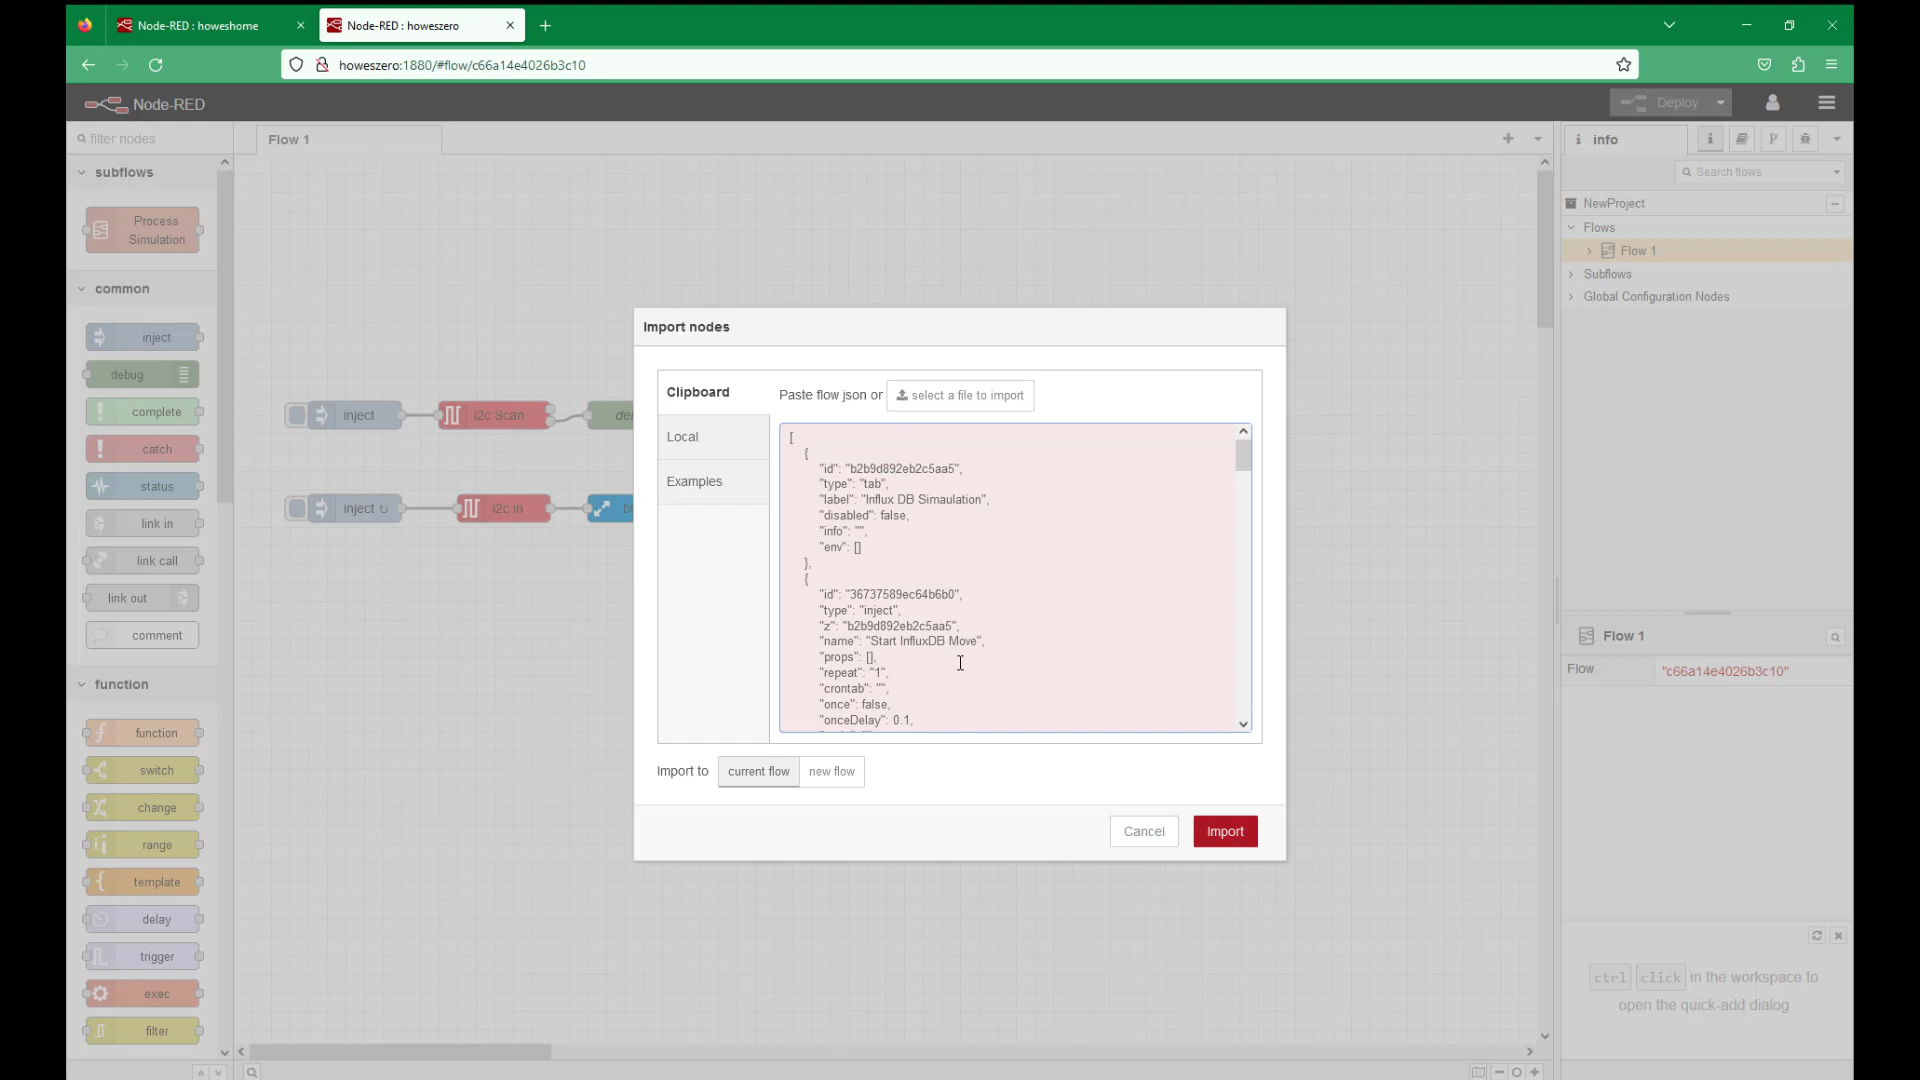 Node-RED : howeshome
Node-RED : howeszero
howeszero:1880/#flow/c66a14e4026b3c10
Node-RED
Deploy
filter nodes
Flow 1
info
i
Search flows
subflows
Process
Simulation
common
inject
debug
complete
catch
status
link in
link call
link out
comment
function
function
switch
change
range
template
delay
trigger
exec
filter
inject
i2c Scan
inject ↻
i2c in
Import nodes
Clipboard
Local
Examples
Paste flow json or
select a file to import
[
{
"id": "b2b9d892eb2c5aa5",
"type": "tab",
"label": "Influx DB Simaulation",
"disabled": false,
"info": "",
"env": []
},
{
"id": "36737589ec64b6b0",
"type": "inject",
"z": "b2b9d892eb2c5aa5",
"name": "Start InfluxDB Move",
"props": [],
"repeat": "1",
"crontab": "",
"once": false,
"onceDelay": 0.1,
Import to
current flow
new flow
Cancel
Import
NewProject
Flows
Flow 1
Subflows
Global Configuration Nodes
Flow 1
Flow
"c66a14e4026b3c10"
ctrl click in the workspace to
open the quick-add dialog